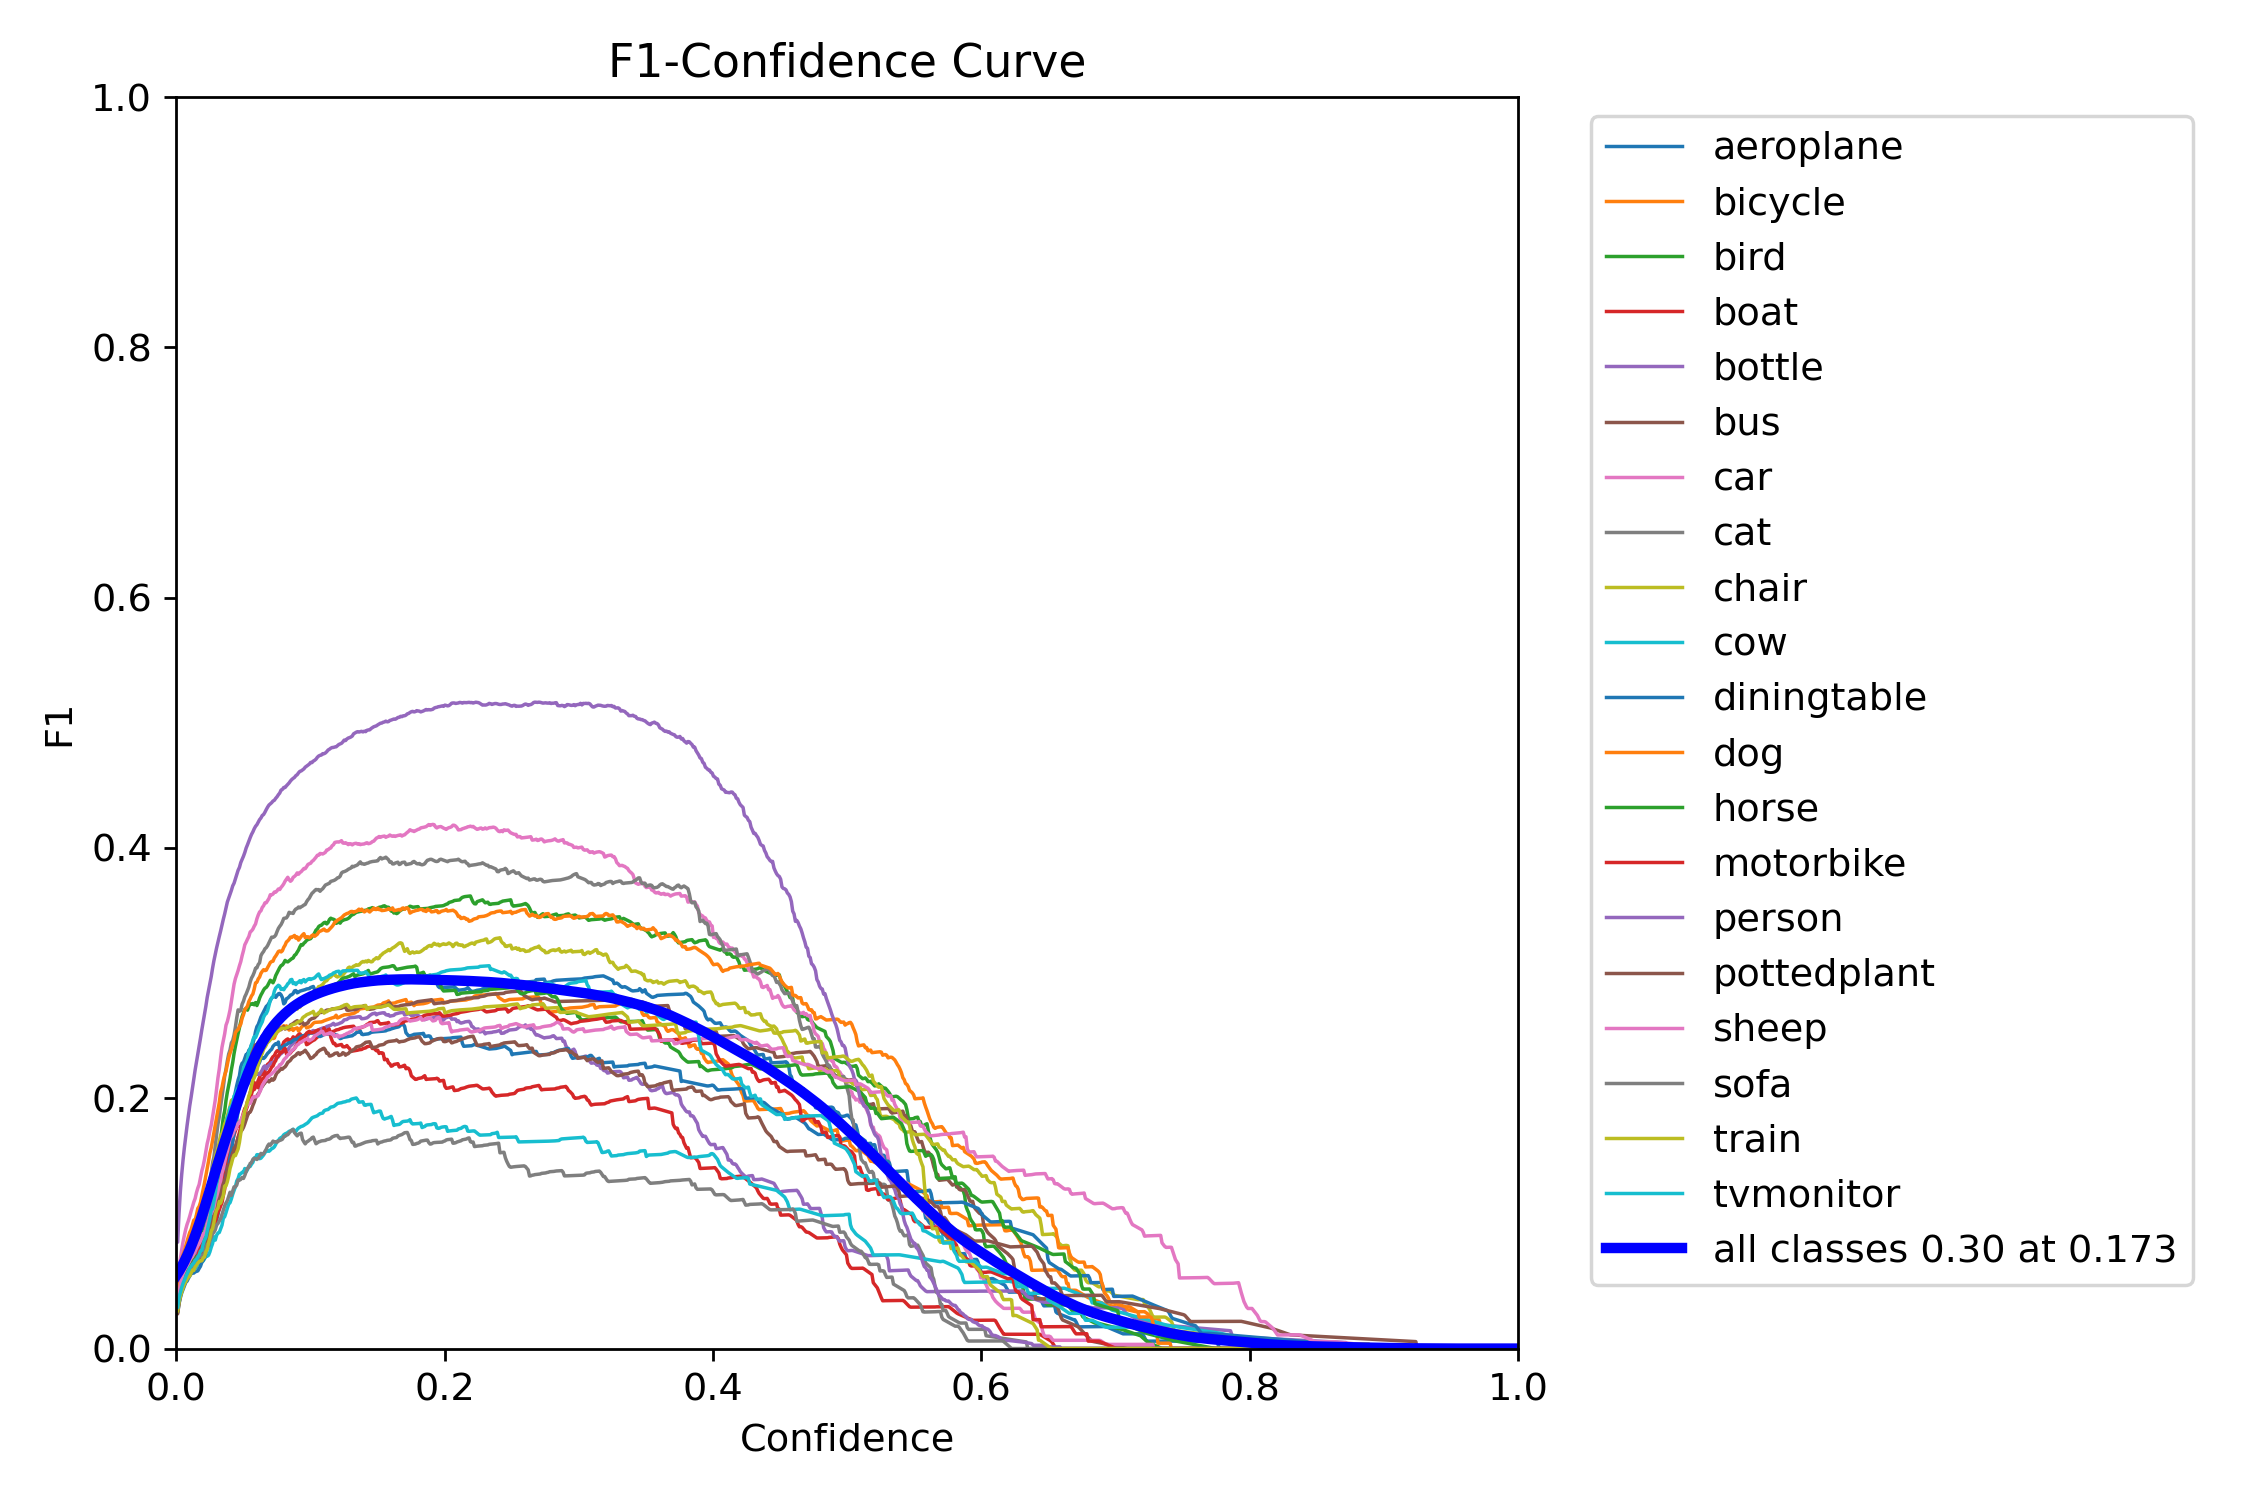 F1-Confidence Curve
1.0
0.8
0.6
0.4
0.2
0.0
F1
0.0 0.2 0.4 0.6 0.8 1.0
Confidence
aeroplane
bicycle
bird
boat
bottle
bus
car
cat
chair
cow
diningtable
dog
horse
motorbike
person
pottedplant
sheep
sofa
train
tvmonitor
all classes 0.30 at 0.173